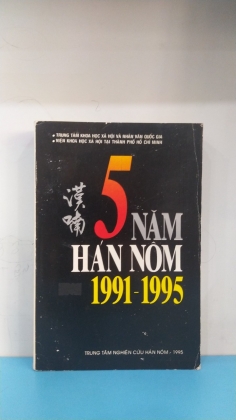 • TRUNG TÂM KHOA HỌC XÃ HỘI VÀ NHÂN VĂN QUỐC GIA
• VIỆN KHOA HỌC XÃ HỘI TẠI THÀNH PHỐ HỒ CHÍ MINH
漢喃
5 NĂM
HÁN NÔM
1991-1995
TRUNG TÂM NGHIÊN CỨU HÁN NÔM - 1995